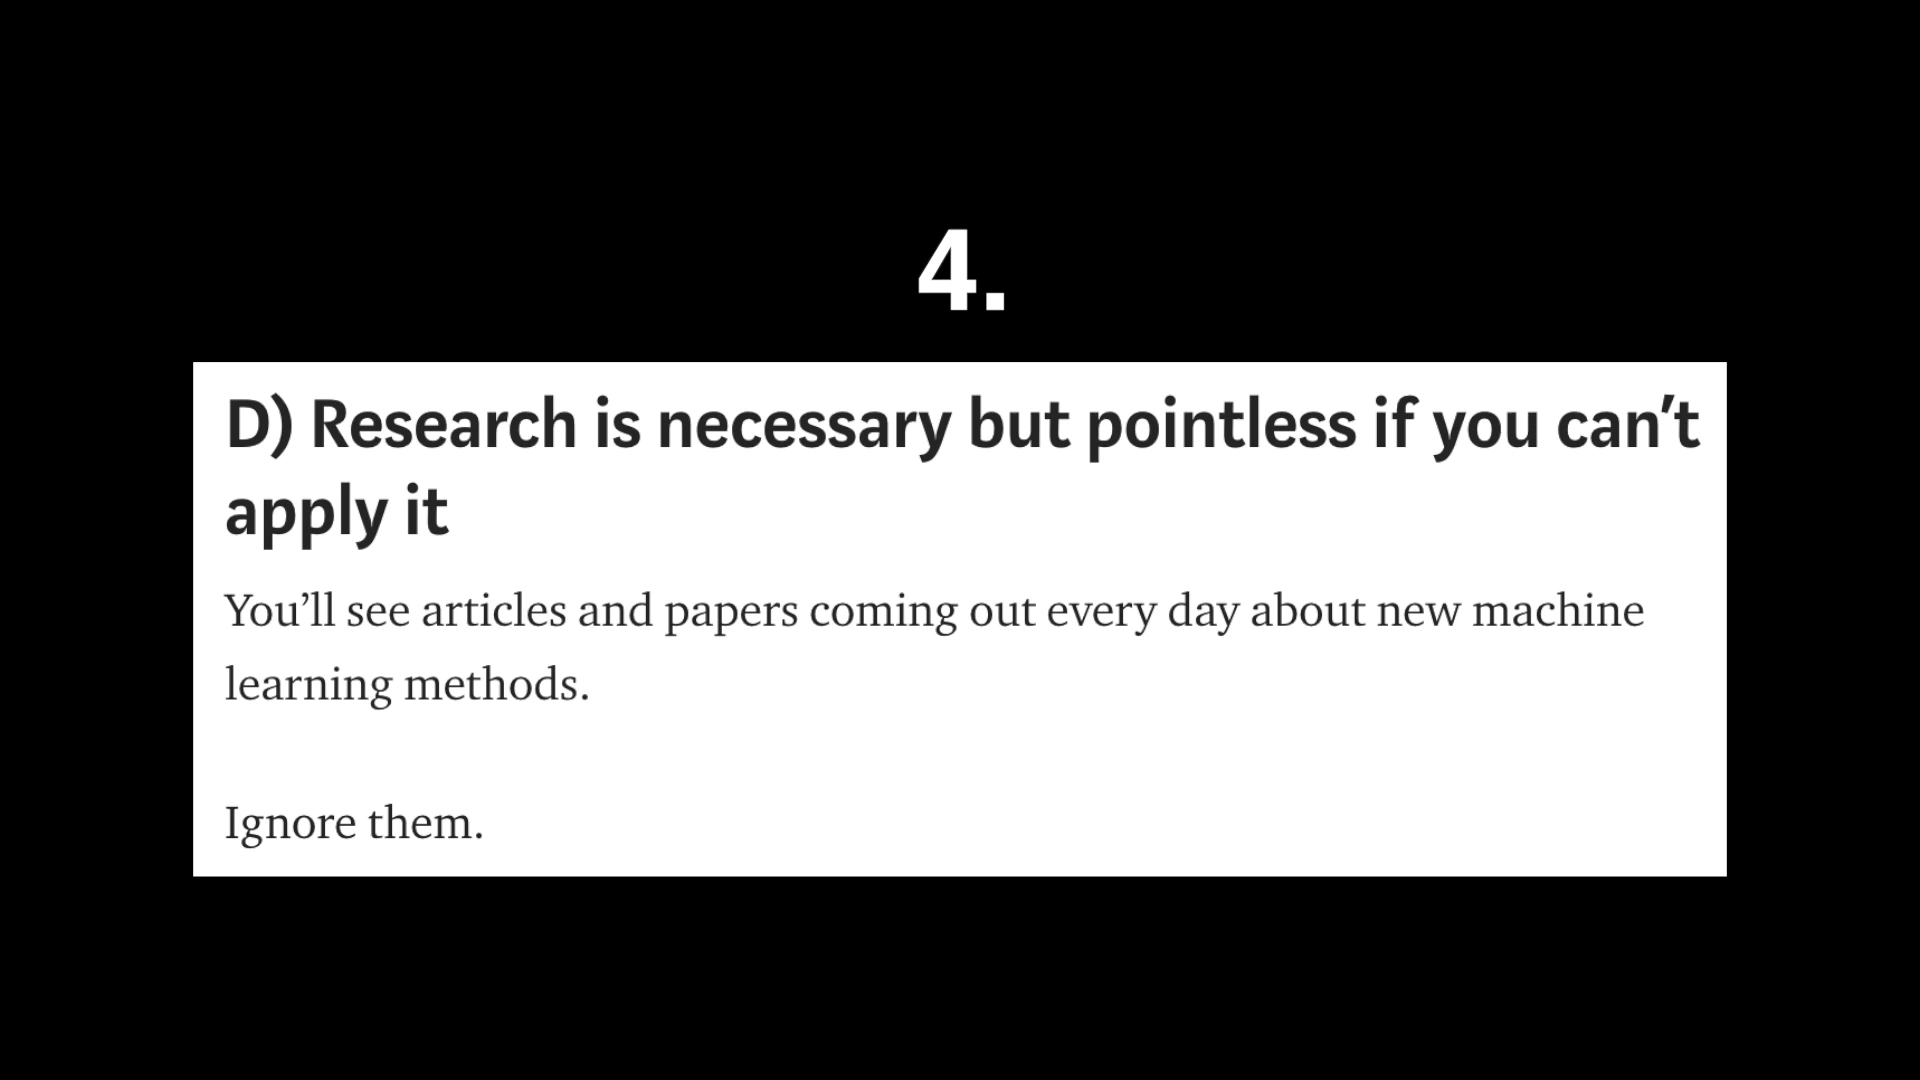 4.
D) Research is necessary but pointless if you can't
apply it
You’ll see articles and papers coming out every day about new machine
learning methods.
Ignore them.